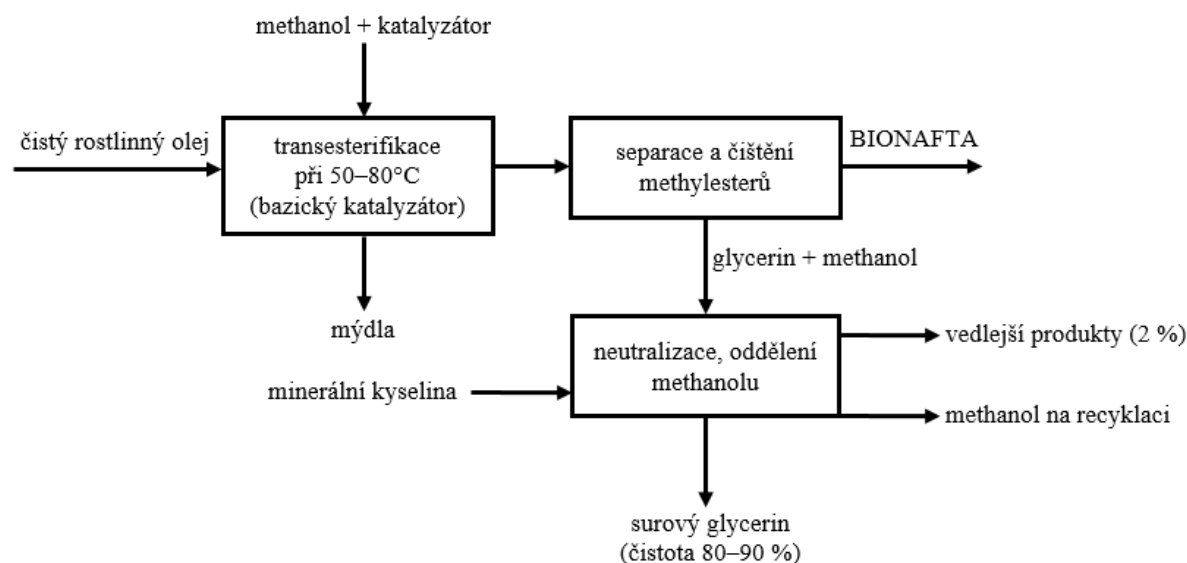 methanol + katalyzátor
čistý rostlinný olej
transesterifikace
při 50–80°C
(bazický katalyzátor)
separace a čištění
methylesterů
BIONAFTA
glycerin + methanol
mýdla
neutralizace, oddělení
methanolu
vedlejší produkty (2 %)
minerální kyselina
methanol na recyklaci
surový glycerin
(čistota 80–90 %)